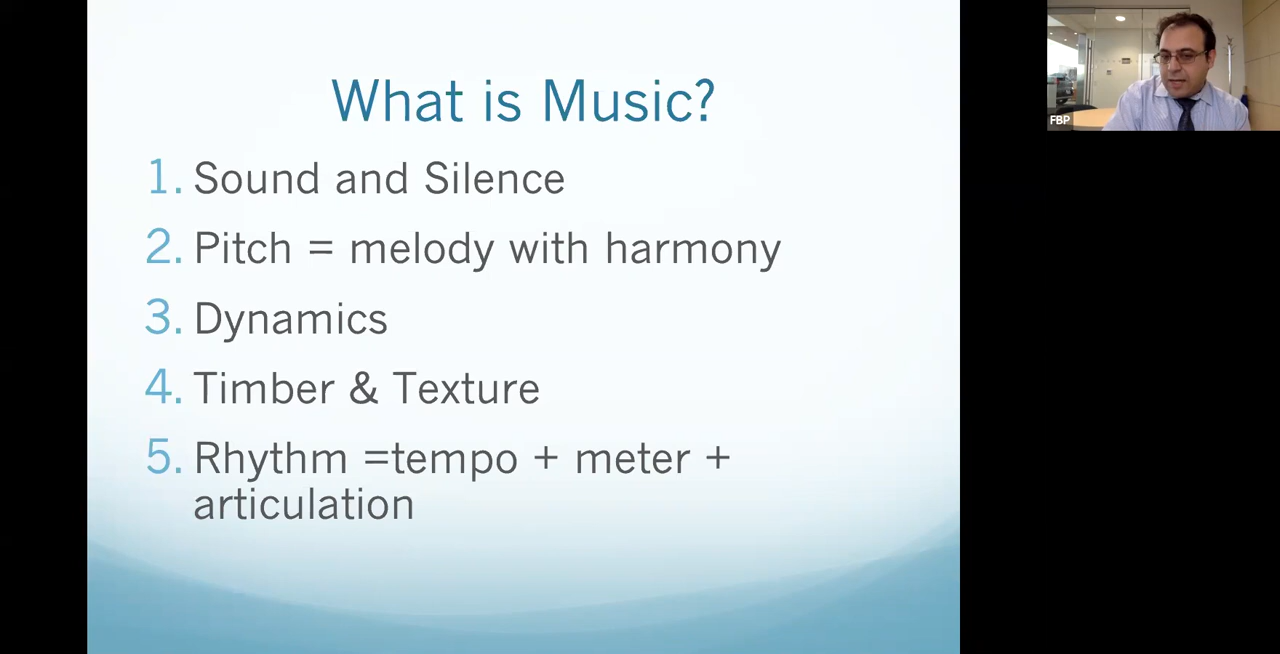 What is Music?
1. Sound and Silence
2. Pitch = melody with harmony
3. Dynamics
4. Timber & Texture
5. Rhythm =tempo + meter +
articulation
FBP